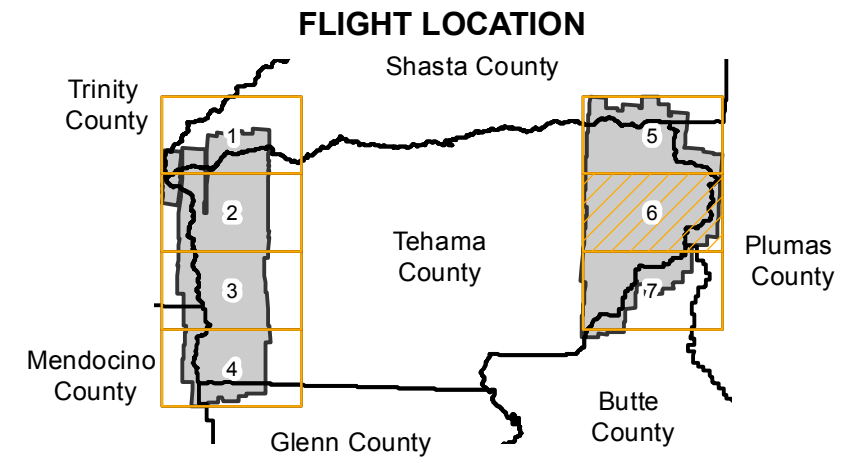 FLIGHT LOCATION
Shasta County
Trinity
County
1
5
2
6
Tehama
County
Plumas
County
3
7
Mendocino
County
4
Butte
County
Glenn County